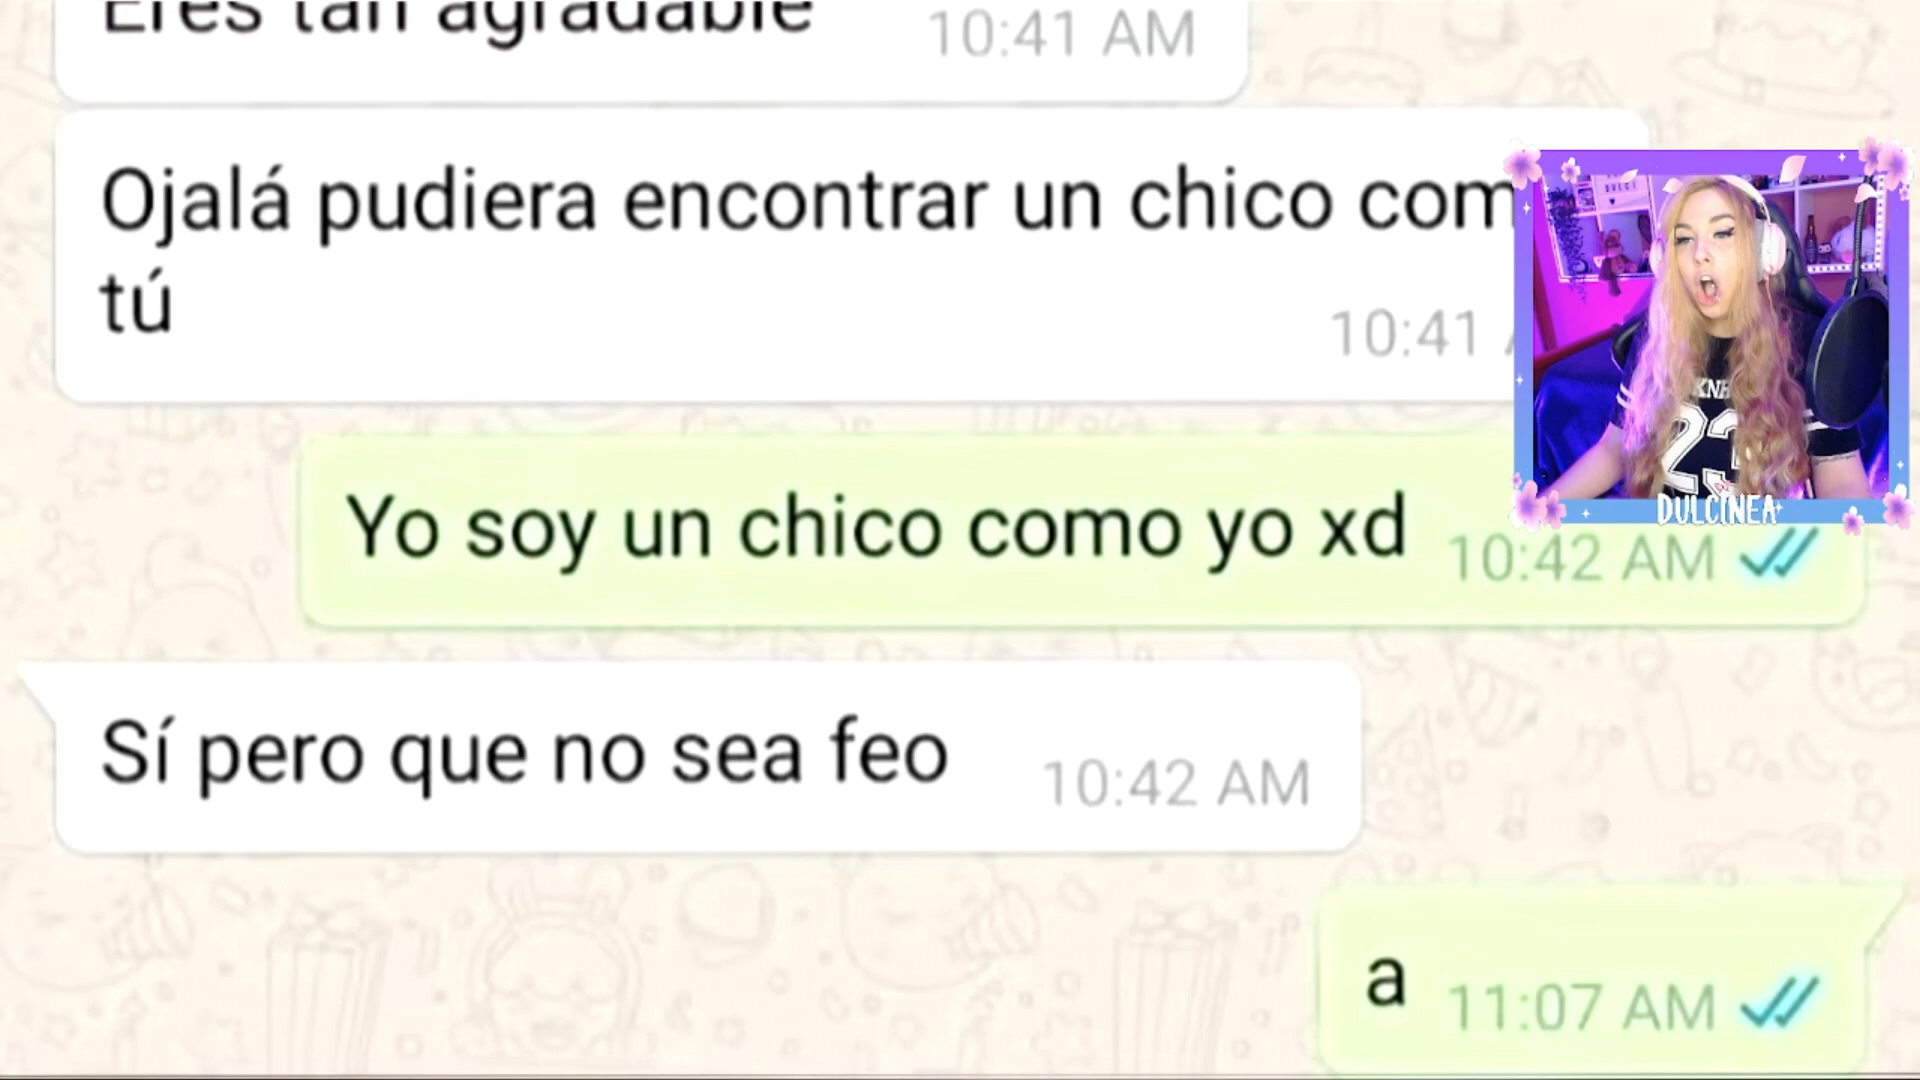 Eres tan agradable 10:41 AM
Ojalá pudiera encontrar un chico com
tú 10:41
Yo soy un chico como yo xd 10:42 AM
Sí pero que no sea feo 10:42 AM
a 11:07 AM
23
DULCINEA